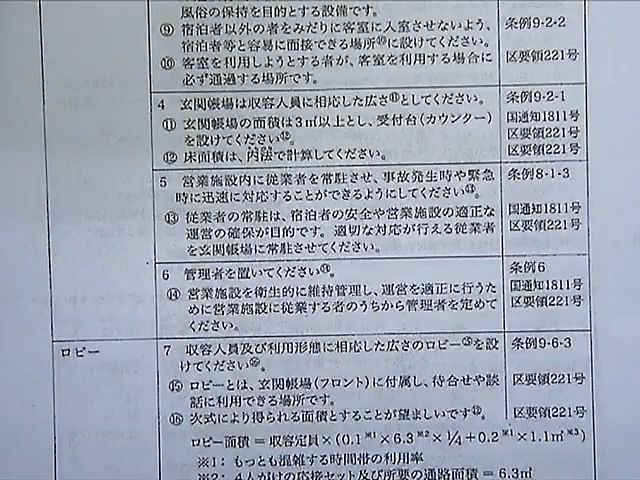 風俗の保持を目的とする設備です。
⑨ 宿泊者以外の者をみだりに客室に入室させないよう、 条例9-2-2
宿泊者等と容易に面接できる場所⑩に設けてください。
⑩ 客室を利用しようとする者が、客室を利用する場合に 区要領221号
必ず通過する場所です。
4 玄関帳場は収容人員に相応した広さ⑪としてください。 条例9-2-1
⑪ 玄関帳場の面積は3㎡以上とし、受付台(カウンター) 国通知1811号
を設けてください⑫。 区要領221号
⑫ 床面積は、内法で計算してください。 区要領221号
5 営業施設内に従業者を常駐させ、事故発生時や緊急 条例8-1-3
時に迅速に対応することができるようにしてください⑬。
⑬ 従業者の常駐は、宿泊者の安全や営業施設の適正な 国通知1811号
運営の確保が目的です。適切な対応が行える従業者 区要領221号
を玄関帳場に常駐させてください。
6 管理者を置いてください⑭。 条例6
⑭ 営業施設を衛生的に維持管理し、運営を適正に行うた 国通知1811号
めに営業施設に従業する者のうちから管理者を定めて 区要領221号
ください。
ロビー 7 収容人員及び利用形態に相応した広さのロビー⑮を設 条例9-6-3
けてください⑯。
⑮ ロビーとは、玄関帳場(フロント)に付属し、待合せや談 区要領221号
話に利用できる場所です。
⑯ 次式により得られる面積とすることが望ましいです⑰。 区要領221号
ロビー面積 = 収容定員×(0.1※1×6.3※2×1/4+0.2※1×1.1㎡※3)
※1: もっとも混雑する時間帯の利用率
※2: 4人がけの応接セット及び所要の通路面積 = 6.3㎡